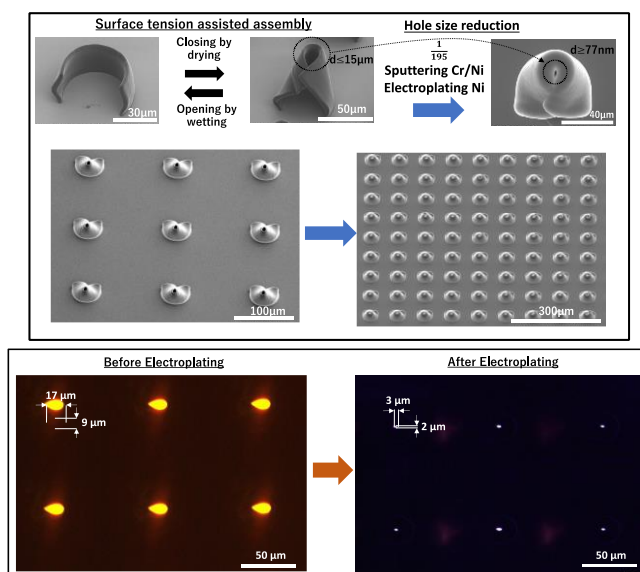 Surface tension assisted assembly
Hole size reduction
Closing by
drying
Opening by
wetting
30μm
d≤15μm
50μm
1/195
Sputtering Cr/Ni
Electroplating Ni
d≥77nm
40μm
100μm
300μm
Before Electroplating
After Electroplating
17 μm
9 μm
50 μm
3 μm
2 μm
50 μm